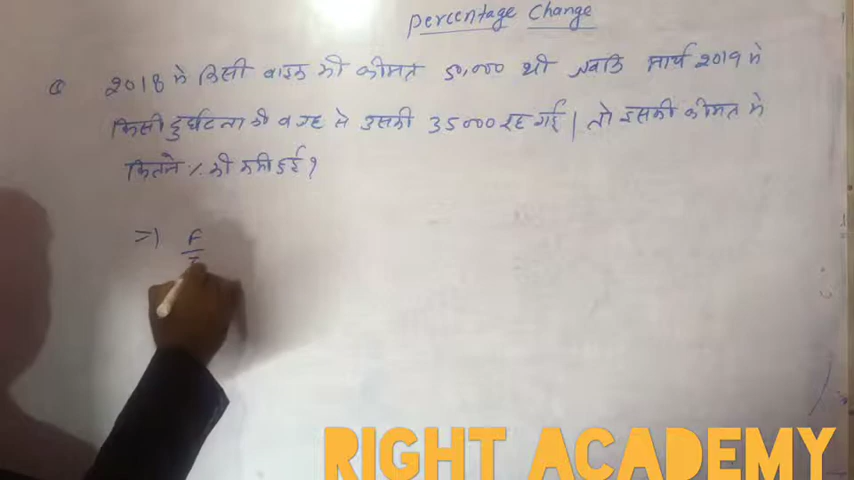 Percentage Change
Q 2018 मे किसी बाइक की कीमत 50,000 थी जबकि मार्च 2019 मे
किसी दुर्घटना की वजह से उसकी 35000 रह गई | तो इसकी कीमत मे
कितने % की कमी हुई ?
=) F
RIGHT ACADEMY